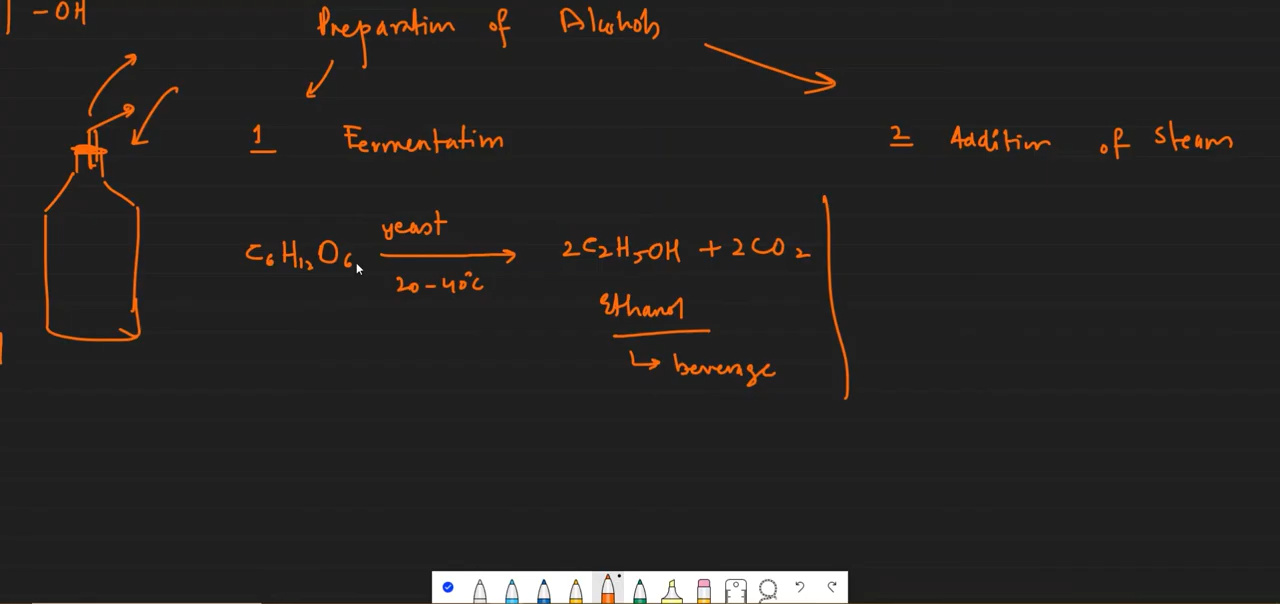 -OH
Preparation of Alcohols
1 Fermentation
2 Addition of steam
C6H12O6 yeast 20-40°C 2C2H5OH + 2CO2
Ethanol
↳ beverage